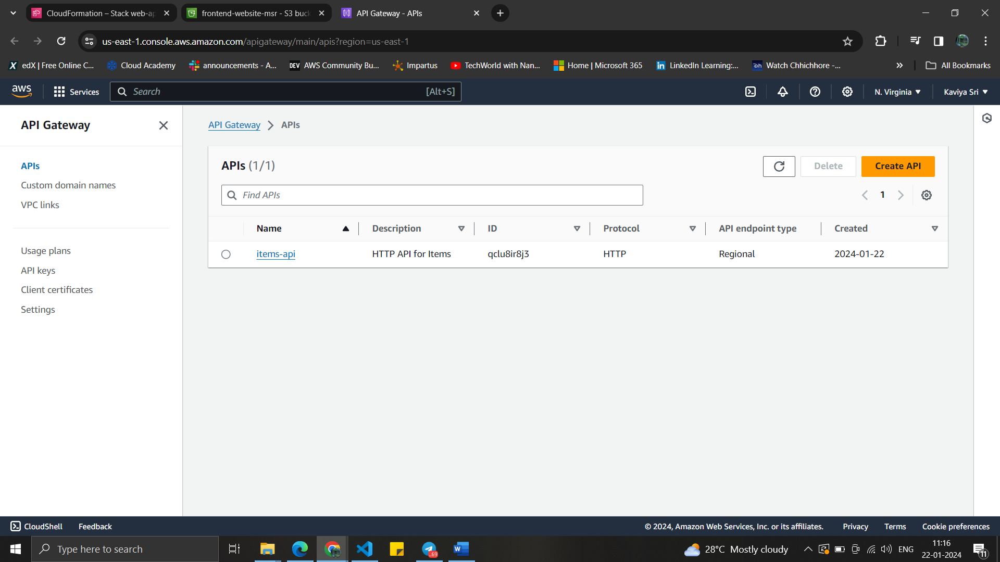 CloudFormation – Stack web-ap
frontend-website-msr - S3 buck
API Gateway - APIs
us-east-1.console.aws.amazon.com/apigateway/main/apis?region=us-east-1
edX | Free Online C...
Cloud Academy
announcements - A...
DEV AWS Community Bu...
Impartus
TechWorld with Nan...
Home | Microsoft 365
LinkedIn Learning:...
Dh Watch Chhichhore -...
All Bookmarks
aws Services Search [Alt+S] N. Virginia Kaviya Sri
API Gateway
APIs
Custom domain names
VPC links
Usage plans
API keys
Client certificates
Settings
API Gateway > APIs
APIs (1/1) Delete Create API
Find APIs 1
Name Description ID Protocol API endpoint type Created
items-api HTTP API for Items qclu8ir8j3 HTTP Regional 2024-01-22
CloudShell Feedback © 2024, Amazon Web Services, Inc. or its affiliates. Privacy Terms Cookie preferences
Type here to search
..69
28°C Mostly cloudy
ENG
11:16
22-01-2024
11